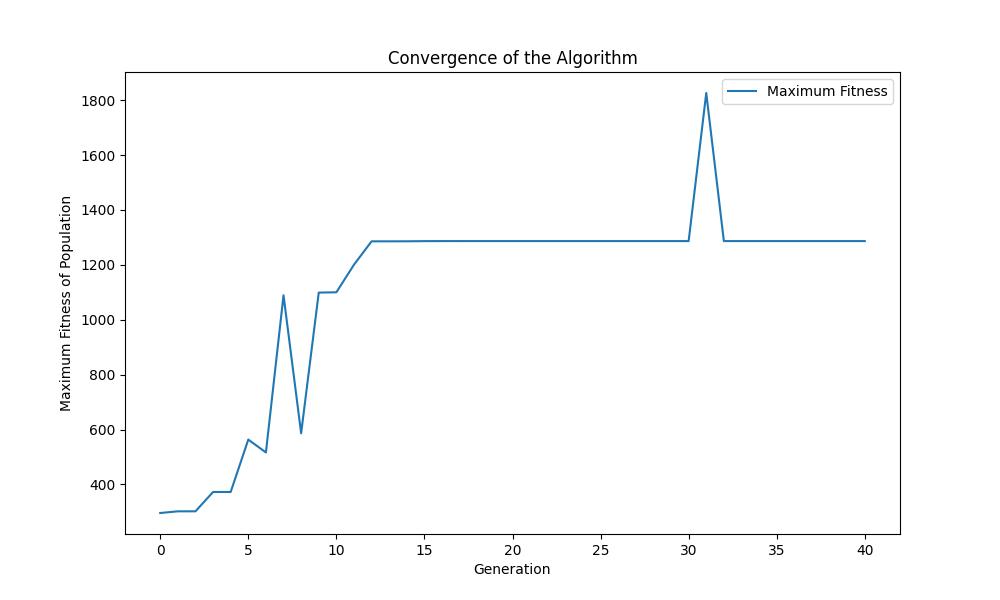 Convergence of the Algorithm
Maximum Fitness
Maximum Fitness of Population
1800
1600
1400
1200
1000
800
600
400
0 5 10 15 20 25 30 35 40
Generation